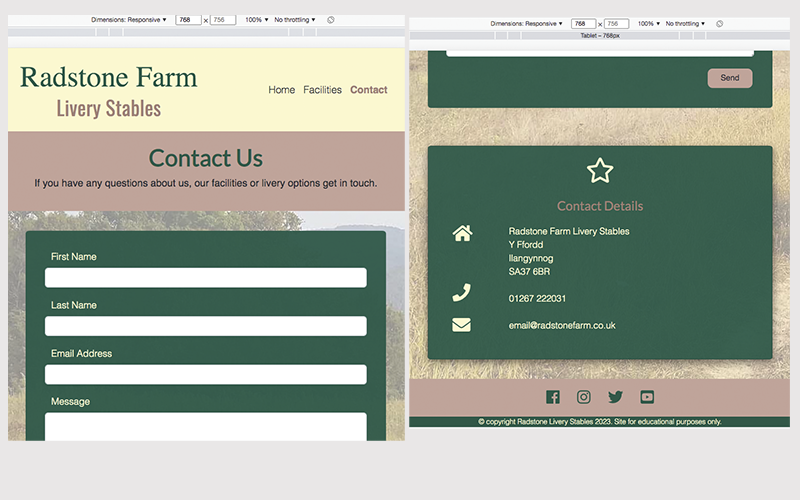 Dimensions: Responsive ▼ 768 × 756 100% ▼ No throttling ▼
Radstone Farm
Livery Stables
Home Facilities Contact
Contact Us
If you have any questions about us, our facilities or livery options get in touch.
First Name
Last Name
Email Address
Message
Dimensions: Responsive ▼ 768 × 756 100% ▼ No throttling ▼
Tablet – 768px
Send
Contact Details
Radstone Farm Livery Stables
Y Ffordd
llangynnog
SA37 6BR
01267 222031
email@radstonefarm.co.uk
© copyright Radstone Livery Stables 2023. Site for educational purposes only.